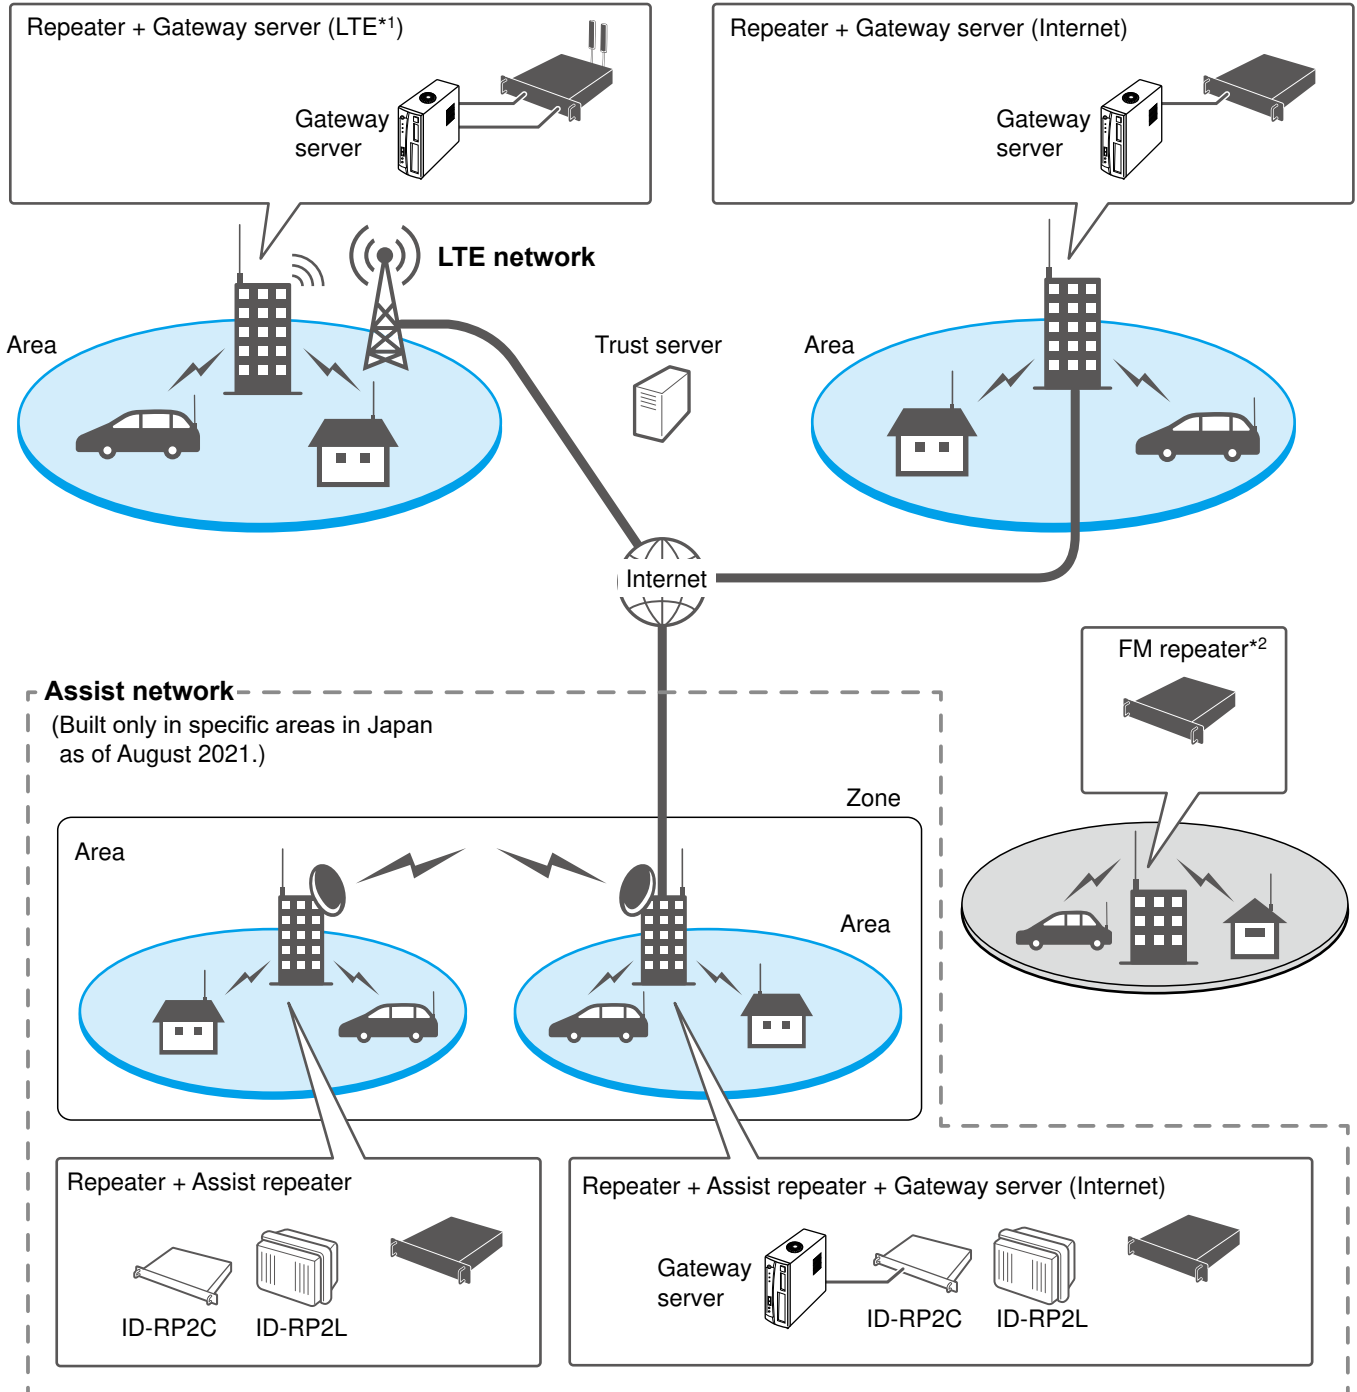 Repeater + Gateway server (LTE*1)
Gateway
server
Repeater + Gateway server (Internet)
Gateway
server
LTE network
Area
Trust server
Area
Internet
FM repeater*2
Assist network
(Built only in specific areas in Japan
as of August 2021.)
Zone
Area
Area
Repeater + Assist repeater
ID-RP2C
ID-RP2L
Repeater + Assist repeater + Gateway server (Internet)
Gateway
server
ID-RP2C
ID-RP2L